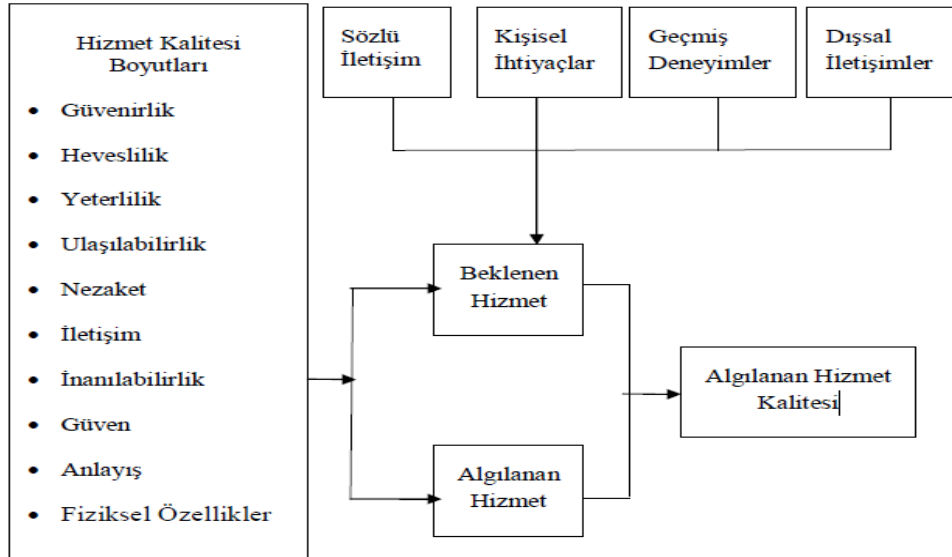 Hizmet Kalitesi
Boyutları
• Güvenirlik
• Heveslilik
• Yeterlilik
• Ulaşılabilirlik
• Nezaket
• İletişim
• İnanılabilirlik
• Güven
• Anlayış
• Fiziksel Özellikler
Sözlü
İletişim
Kişisel
İhtiyaçlar
Geçmiş
Deneyimler
Dışsal
İletişimler
Beklenen
Hizmet
Algılanan
Hizmet
Algılanan Hizmet
Kalitesi